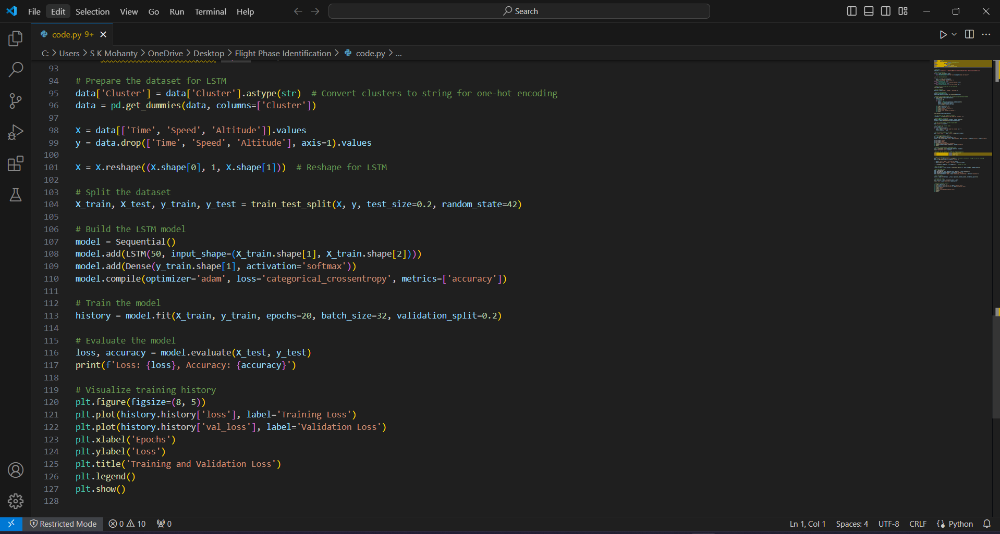 File Edit Selection View Go Run Terminal Help Search
code.py 9+
C: > Users > S K Mohanty > OneDrive > Desktop > Flight Phase Identification > code.py > ...
93
94 # Prepare the dataset for LSTM
95 data['Cluster'] = data['Cluster'].astype(str)  # Convert clusters to string for one-hot encoding
96 data = pd.get_dummies(data, columns=['Cluster'])
97
98 X = data[['Time', 'Speed', 'Altitude']].values
99 y = data.drop(['Time', 'Speed', 'Altitude'], axis=1).values
100
101 X = X.reshape((X.shape[0], 1, X.shape[1]))  # Reshape for LSTM
102
103 # Split the dataset
104 X_train, X_test, y_train, y_test = train_test_split(X, y, test_size=0.2, random_state=42)
105
106 # Build the LSTM model
107 model = Sequential()
108 model.add(LSTM(50, input_shape=(X_train.shape[1], X_train.shape[2])))
109 model.add(Dense(y_train.shape[1], activation='softmax'))
110 model.compile(optimizer='adam', loss='categorical_crossentropy', metrics=['accuracy'])
111
112 # Train the model
113 history = model.fit(X_train, y_train, epochs=20, batch_size=32, validation_split=0.2)
114
115 # Evaluate the model
116 loss, accuracy = model.evaluate(X_test, y_test)
117 print(f'Loss: {loss}, Accuracy: {accuracy}')
118
119 # Visualize training history
120 plt.figure(figsize=(8, 5))
121 plt.plot(history.history['loss'], label='Training Loss')
122 plt.plot(history.history['val_loss'], label='Validation Loss')
123 plt.xlabel('Epochs')
124 plt.ylabel('Loss')
125 plt.title('Training and Validation Loss')
126 plt.legend()
127 plt.show()
128
Restricted Mode 0 10 0 Ln 1, Col 1 Spaces: 4 UTF-8 CRLF Python